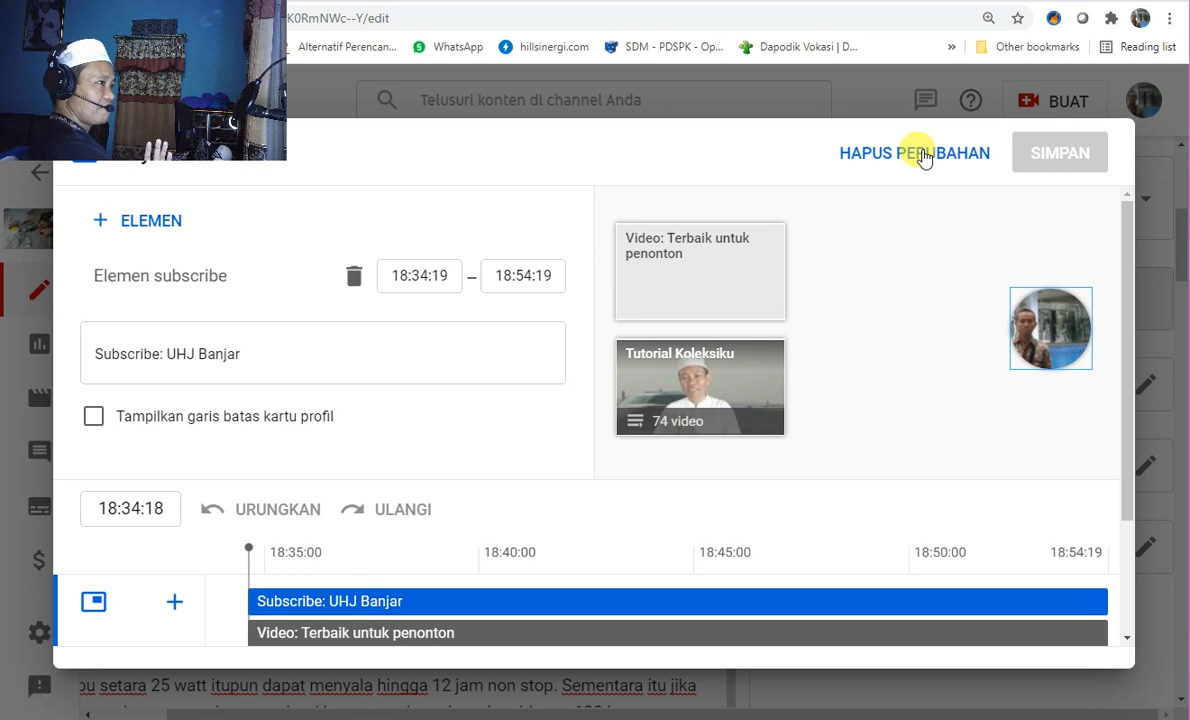 K0RmNWc--Y/edit
Alternatif Perencan...
WhatsApp
hillsinergi.com
SDM - PDSPK - Op...
Dapodik Vokasi | D...
»
Other bookmarks
Reading list
Telusuri konten di channel Anda
BUAT
HAPUS PERUBAHAN
SIMPAN
+ ELEMEN
Elemen subscribe
18:34:19 – 18:54:19
Subscribe: UHJ Banjar
Tampilkan garis batas kartu profil
Video: Terbaik untuk
penonton
Tutorial Koleksiku
74 video
18:34:18
URUNGKAN
ULANGI
18:35:00
18:40:00
18:45:00
18:50:00
18:54:19
Subscribe: UHJ Banjar
Video: Terbaik untuk penonton
pu setara 25 watt itupun dapat menyala hingga 12 jam non stop. Sementara itu jika